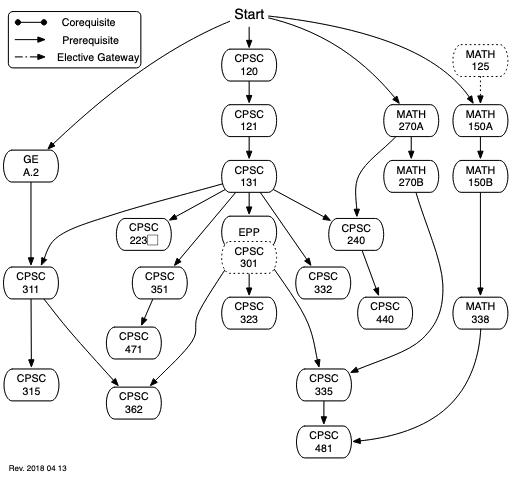 Start
Corequisite
Prerequisite
Elective Gateway
CPSC
120
MATH
125
CPSC
121
MATH
270A
MATH
150A
GE
A.2
CPSC
131
MATH
270B
MATH
150B
CPSC
223
EPP
CPSC
301
CPSC
240
CPSC
311
CPSC
351
CPSC
323
CPSC
332
CPSC
440
MATH
338
CPSC
471
CPSC
315
CPSC
362
CPSC
335
CPSC
481
Rev. 2018 04 13